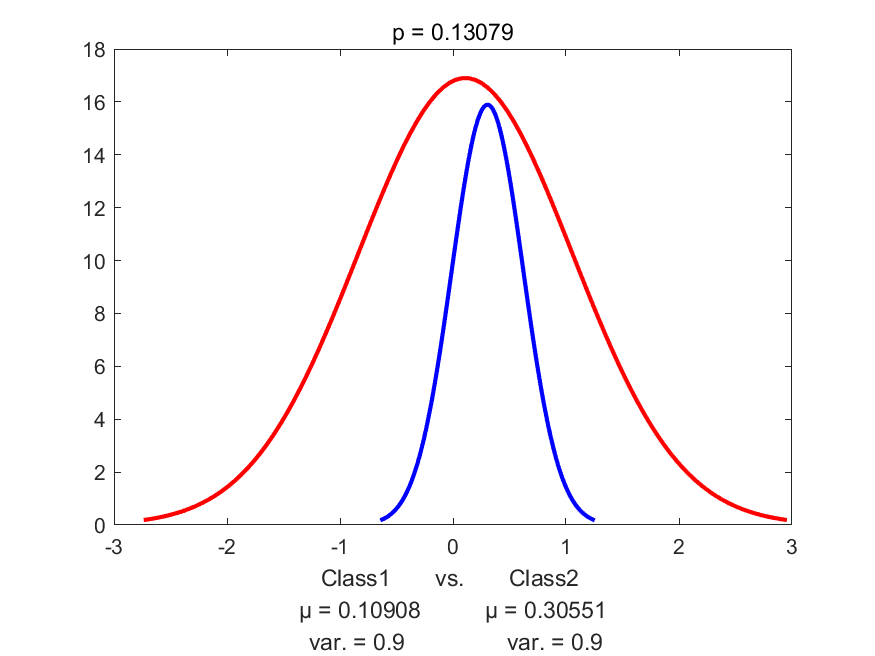 p = 0.13079
18
16
14
12
10
8
6
4
2
0
-3 -2 -1 0 1 2 3
Class1 vs. Class2
μ = 0.10908 μ = 0.30551
var. = 0.9 var. = 0.9